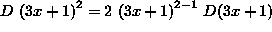 D (3x + 1)² = 2 (3x + 1)²⁻¹ D(3x + 1)